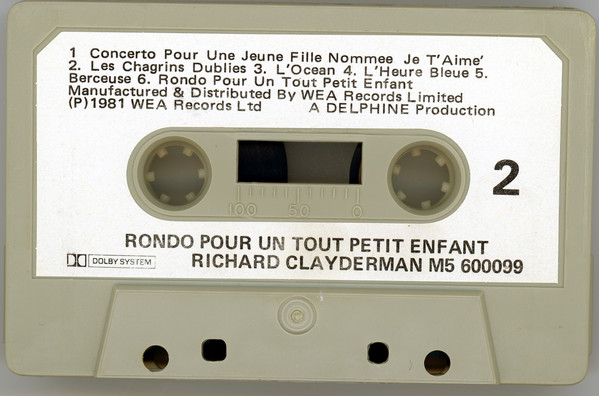 1 Concerto Pour Une Jeune Fille Nommee Je T'Aime'
2. Les Chagrins Dublies 3. L'Ocean 4. L'Heure Bleue 5.
Berceuse 6. Rondo Pour Un Tout Petit Enfant
Manufactured & Distributed By WEA Records Limited
(P)1981 WEA Records Ltd A DELPHINE Production
2
100 50 0
RONDO POUR UN TOUT PETIT ENFANT
DOLBY SYSTEM RICHARD CLAYDERMAN M5 600099